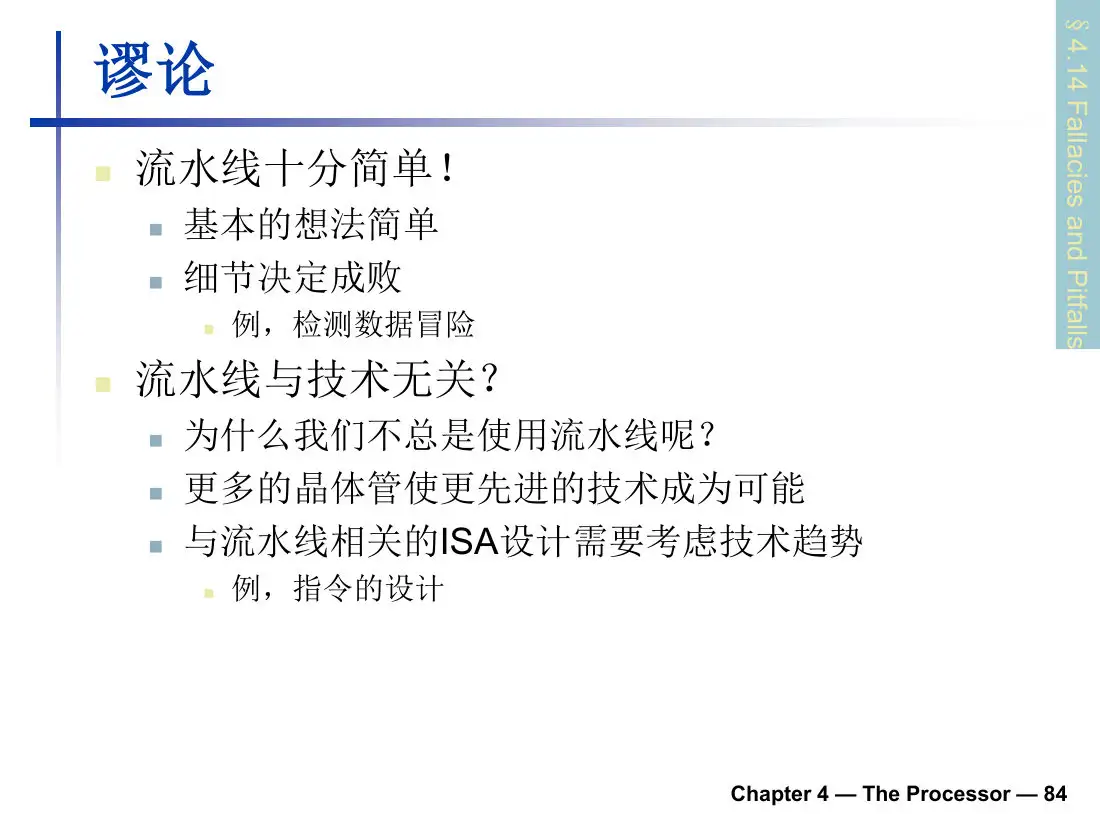 谬论
§4.14 Fallacies and Pitfalls
流水线十分简单！
基本的想法简单
细节决定成败
例，检测数据冒险
流水线与技术无关？
为什么我们不总是使用流水线呢？
更多的晶体管使更先进的技术成为可能
与流水线相关的ISA设计需要考虑技术趋势
例，指令的设计
Chapter 4 — The Processor — 84